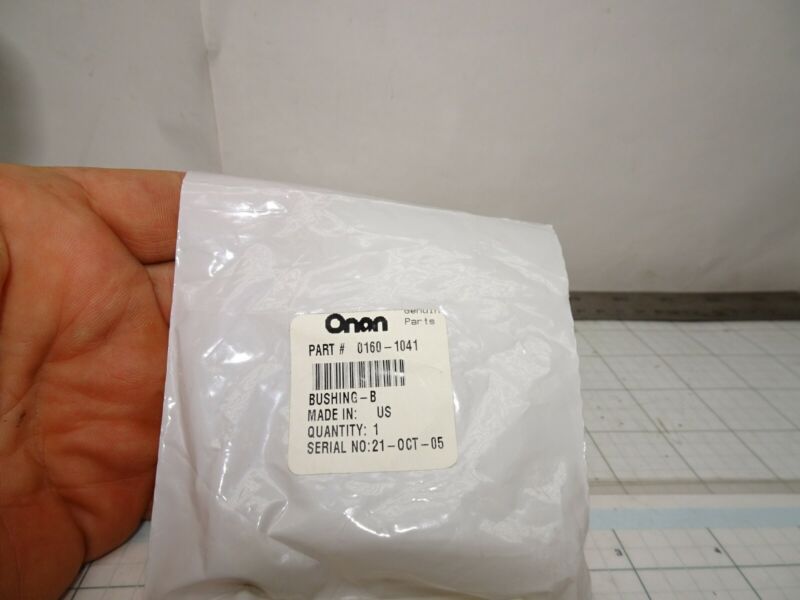 Onan
Genuin
Parts
PART # 0160-1041
BUSHING-B
MADE IN: US
QUANTITY: 1
SERIAL NO:21-OCT-05